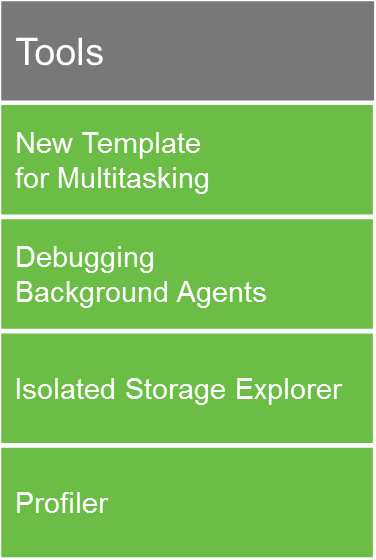 Tools
New Template
for Multitasking
Debugging
Background Agents
Isolated Storage Explorer
Profiler